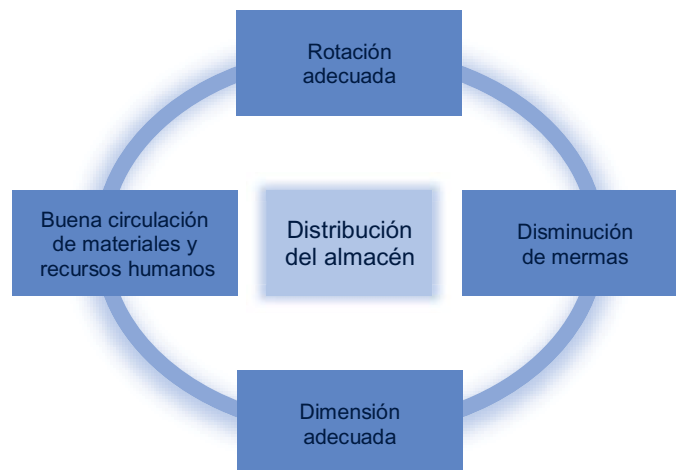 Rotación
adecuada
Buena circulación
de materiales y
recursos humanos
Distribución
del almacén
Disminución
de mermas
Dimensión
adecuada